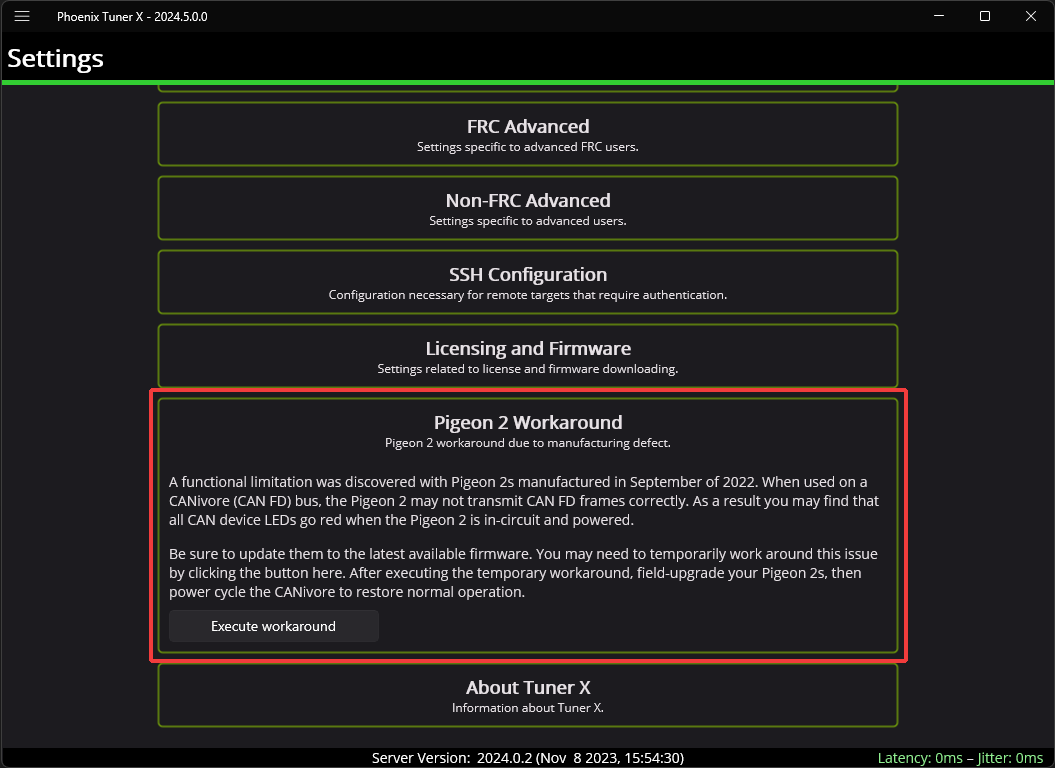 Phoenix Tuner X - 2024.5.0.0
Settings
FRC Advanced
Settings specific to advanced FRC users.
Non-FRC Advanced
Settings specific to advanced users.
SSH Configuration
Configuration necessary for remote targets that require authentication.
Licensing and Firmware
Settings related to license and firmware downloading.
Pigeon 2 Workaround
Pigeon 2 workaround due to manufacturing defect.
A functional limitation was discovered with Pigeon 2s manufactured in September of 2022. When used on a
CANivore (CAN FD) bus, the Pigeon 2 may not transmit CAN FD frames correctly. As a result you may find that
all CAN device LEDs go red when the Pigeon 2 is in-circuit and powered.
Be sure to update them to the latest available firmware. You may need to temporarily work around this issue
by clicking the button here. After executing the temporary workaround, field-upgrade your Pigeon 2s, then
power cycle the CANivore to restore normal operation.
Execute workaround
About Tuner X
Information about Tuner X.
Server Version: 2024.0.2 (Nov 8 2023, 15:54:30)
Latency: 0ms – Jitter: 0ms